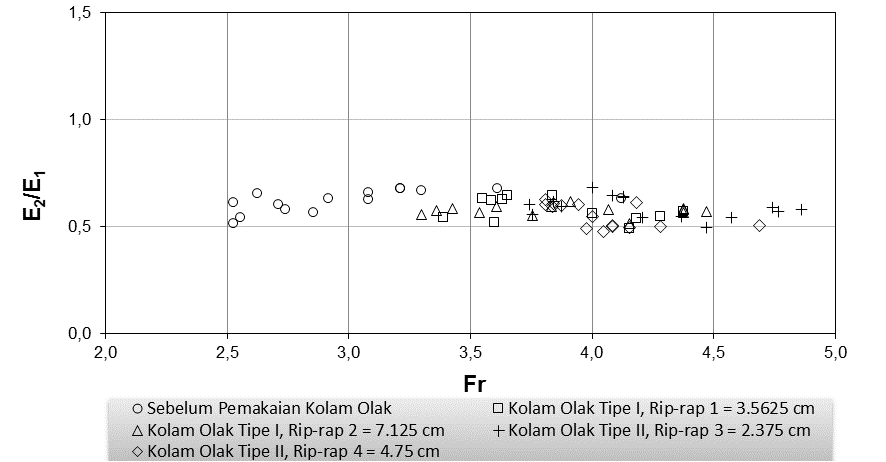 1,5
1,0
0,5
0,0
E2/E1
2,0 2,5 3,0 3,5 4,0 4,5 5,0
Fr
Sebelum Pemakaian Kolam Olak Kolam Olak Tipe I, Rip-rap 1 = 3.5625 cm
Kolam Olak Tipe I, Rip-rap 2 = 7.125 cm Kolam Olak Tipe II, Rip-rap 3 = 2.375 cm
Kolam Olak Tipe II, Rip-rap 4 = 4.75 cm